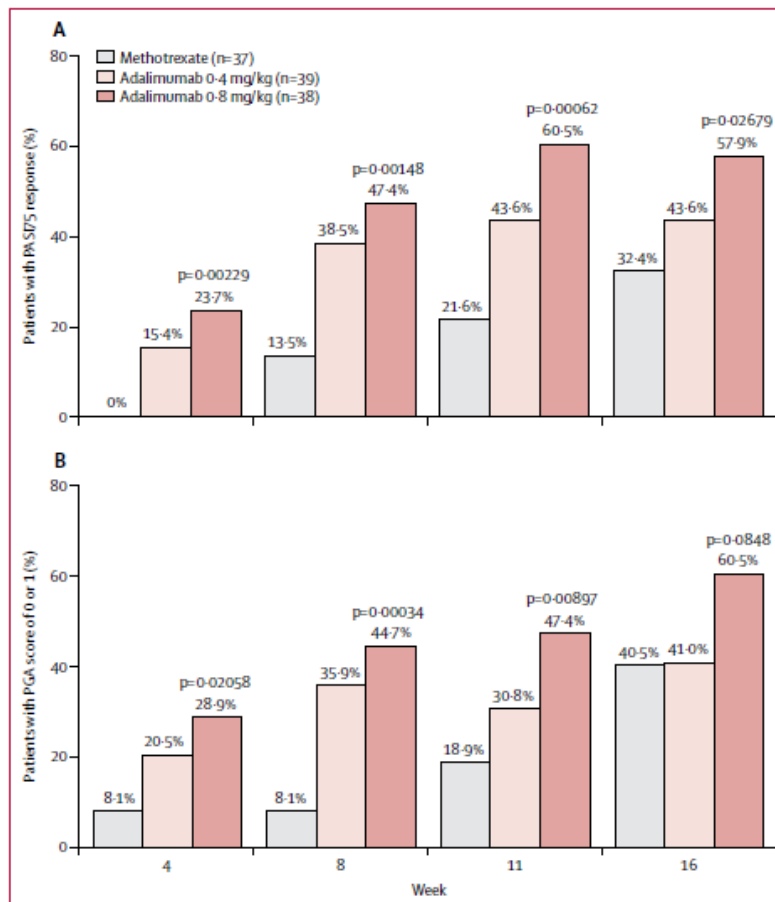 A
80
Methotrexate (n=37)
Adalimumab 0·4 mg/kg (n=39)
Adalimumab 0·8 mg/kg (n=38)
Patients with PASI75 response (%)
60
40
20
0
0%
15·4%
p=0·00229
23·7%
13·5%
38·5%
p=0·00148
47·4%
21·6%
43·6%
p=0·00062
60·5%
32·4%
43·6%
p=0·02679
57·9%
B
80
Patients with PGA score of 0 or 1 (%)
60
40
20
0
8·1%
20·5%
p=0·02058
28·9%
8·1%
35·9%
p=0·00034
44·7%
18·9%
30·8%
p=0·00897
47·4%
40·5%
41·0%
p=0·0848
60·5%
4
8
11
16
Week